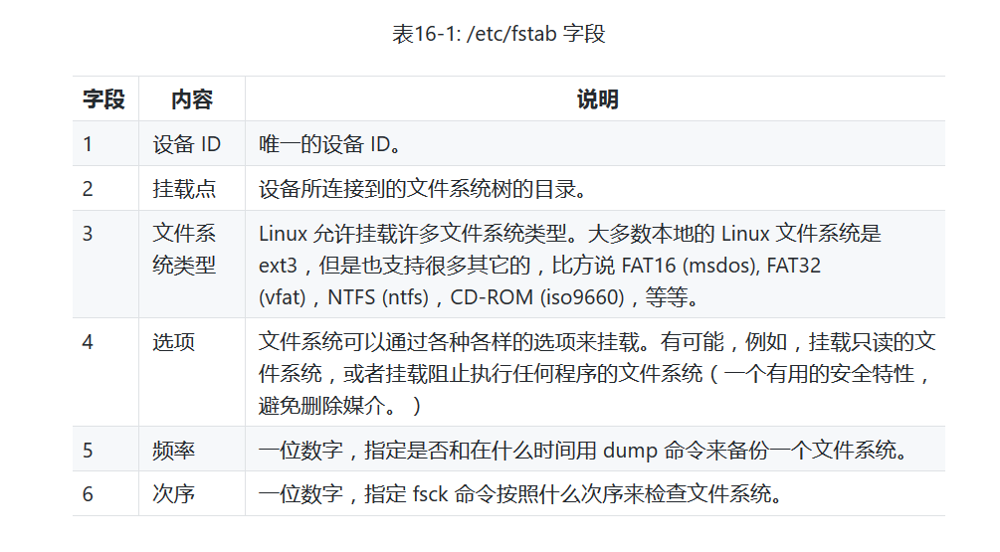 表16-1: /etc/fstab 字段
字段 内容 说明
1 设备 ID 唯一的设备 ID。
2 挂载点 设备所连接到的文件系统树的目录。
3 文件系 Linux 允许挂载许多文件系统类型。大多数本地的 Linux 文件系统是
统类型 ext3，但是也支持很多其它的，比方说 FAT16 (msdos), FAT32
(vfat)，NTFS (ntfs)，CD-ROM (iso9660)，等等。
4 选项 文件系统可以通过各种各样的选项来挂载。有可能，例如，挂载只读的文
件系统，或者挂载阻止执行任何程序的文件系统（一个有用的安全特性，
避免删除媒介。）
5 频率 一位数字，指定是否和在什么时间用 dump 命令来备份一个文件系统。
6 次序 一位数字，指定 fsck 命令按照什么次序来检查文件系统。